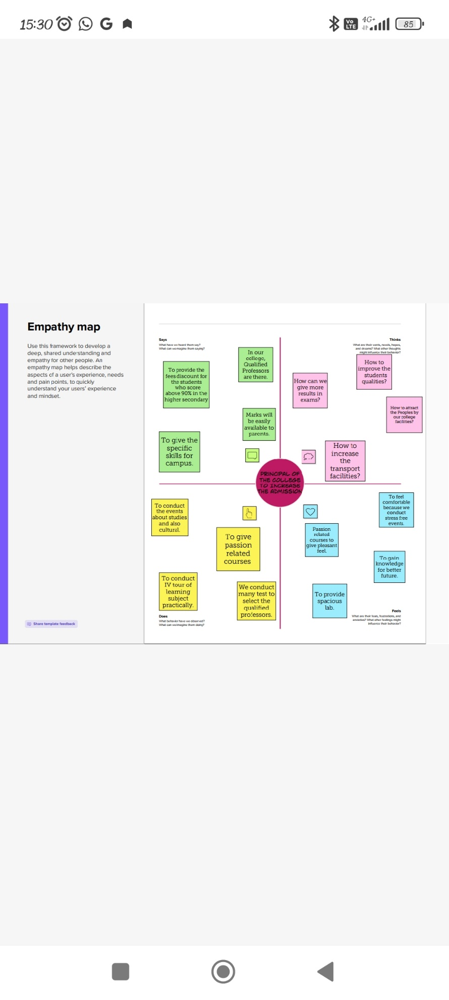 15:30
Vo
LTE
4G+
85
Empathy map
Use this framework to develop a
deep, shared understanding and
empathy for other people. An
empathy map helps describe the
aspects of a user's experience, needs
and pain points, to quickly
understand your users' experience
and mindset.
Share template feedback
Says
What have we heard them say?
What can we imagine them saying?
To provide the
fees discount for
the students
who score
above 90% in the
higher secondary
In our
college,
Qualified
Professors
are there.
Marks will
be easily
available to
parents.
To give the
specific
skills for
campus.
Thinks
What are their wants, needs, hopes,
and dreams? What other thoughts
might influence their behavior?
How can we
give more
results in
exams?
How to
improve the
students
qualities?
How to attract
the Peoples by
our college
facilities?
How to
increase
the
transport
facilities?
PRINCIPAL OF
THE COLLEGE
TO INCREASE
THE ADMISSION
To conduct
the events
about studies
and also
cultural.
To give
passion
related
courses
To conduct
IV tour of
learning
subject
practically.
We conduct
many test to
select the
qualified
professors.
Does
What behavior have we observed?
What can we imagine them doing?
To feel
comfortable
because we
conduct
stress free
events.
Passion
related
courses to
give pleasant
feel.
To gain
knowledge
for better
future.
To provide
spacious
lab.
Feels
What are their fears, frustrations, and
anxieties? What other feelings might
influence their behavior?